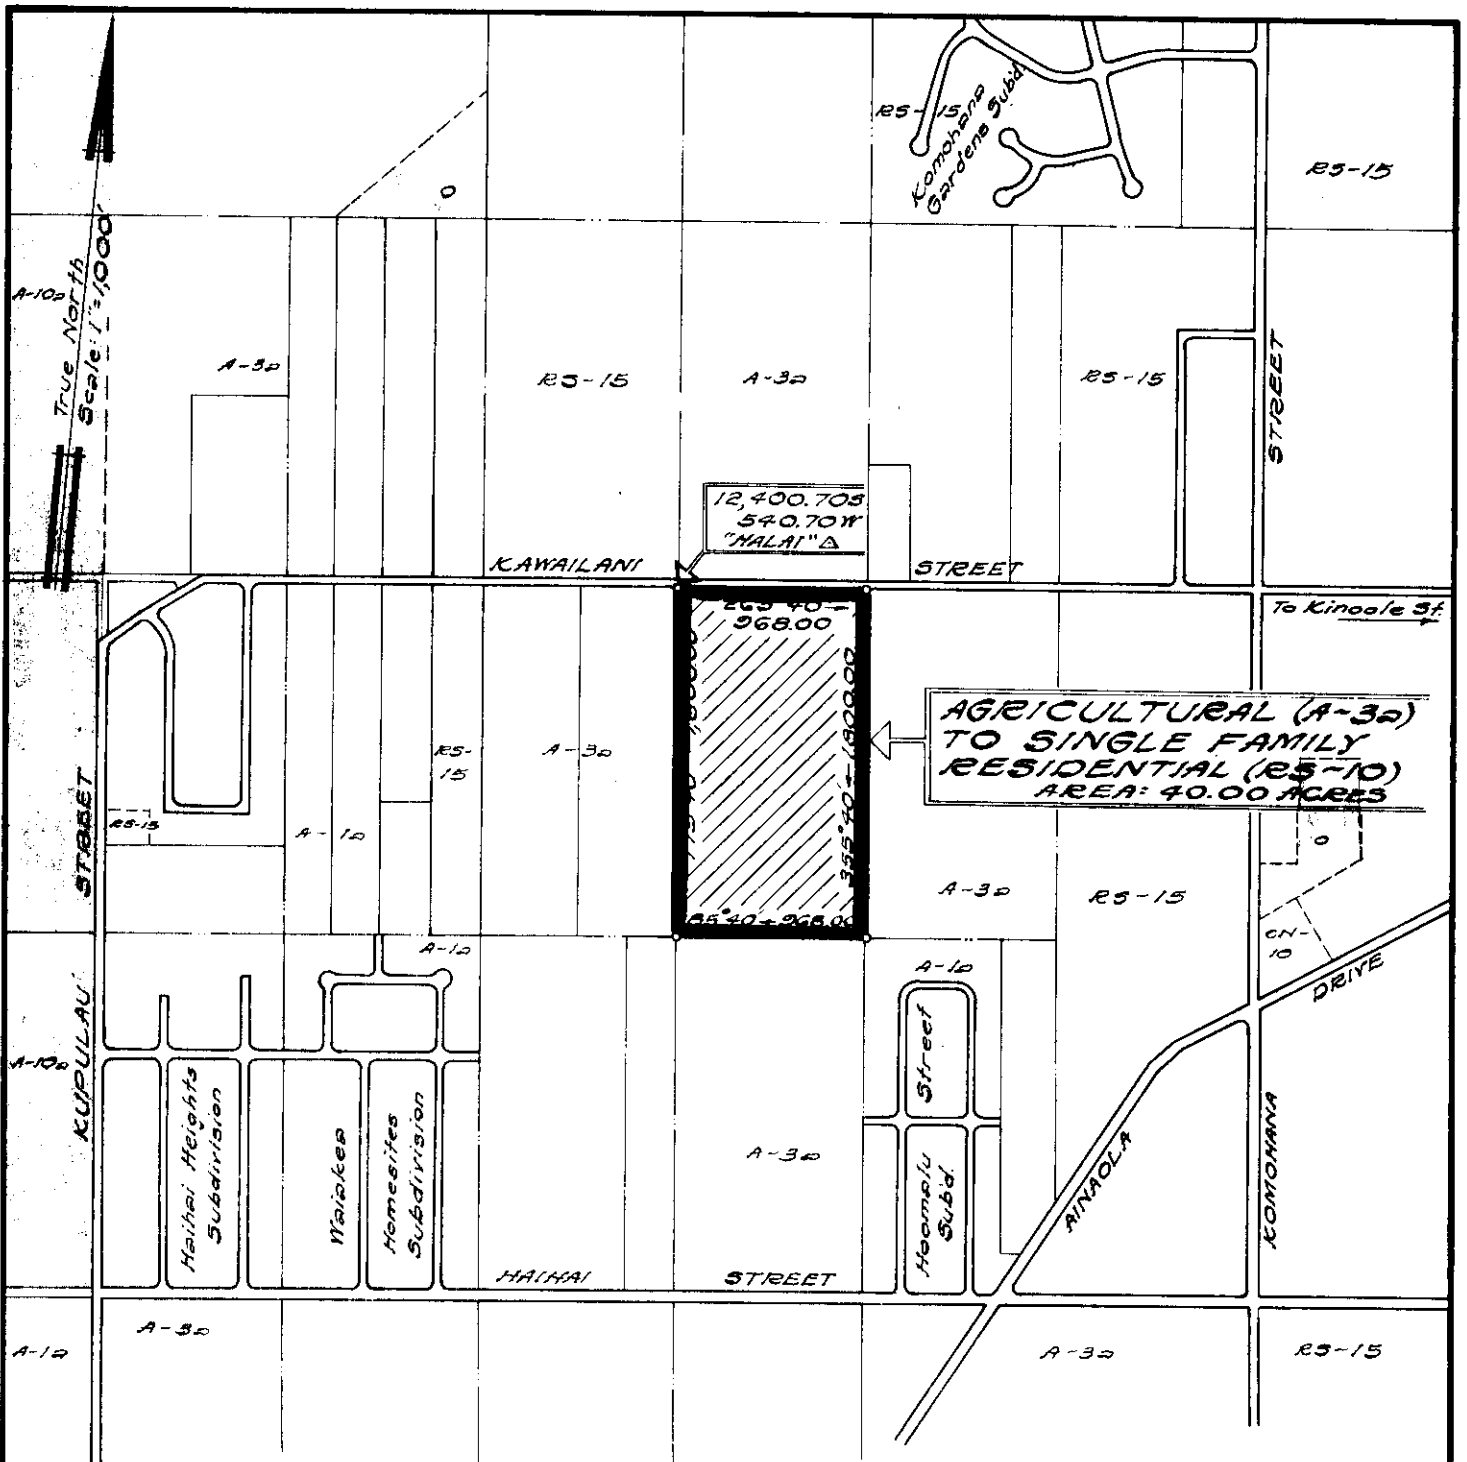 RS-15
Komohana
Gardens Subd.
RS-15
O
True North
Scale: 1"=1,000'
A-10a
A-3a
RS-15
A-3a
RS-15
STREET
12,400.70S
540.70W
"HALAI" △
KAWAILANI
STREET
To Kinoole St.
968.00
355°40'- 1800.00
968.00
AGRICULTURAL (A-3a)
TO SINGLE FAMILY
RESIDENTIAL (RS-10)
AREA: 40.00 ACRES
RS-
15
A-3a
STREET
RS-15
A-1a
A-3a
RS-15
O
CN-
10
A-1a
A-1a
DRIVE
KUPULAU
A-10a
Haihai Heights
Subdivision
Waiakea
Homesites
Subdivision
A-3a
Street
Hoomalu
Subd.
AINAOLA
KOMOHANA
HAIHAI
STREET
A-1a
A-3a
A-3a
RS-15